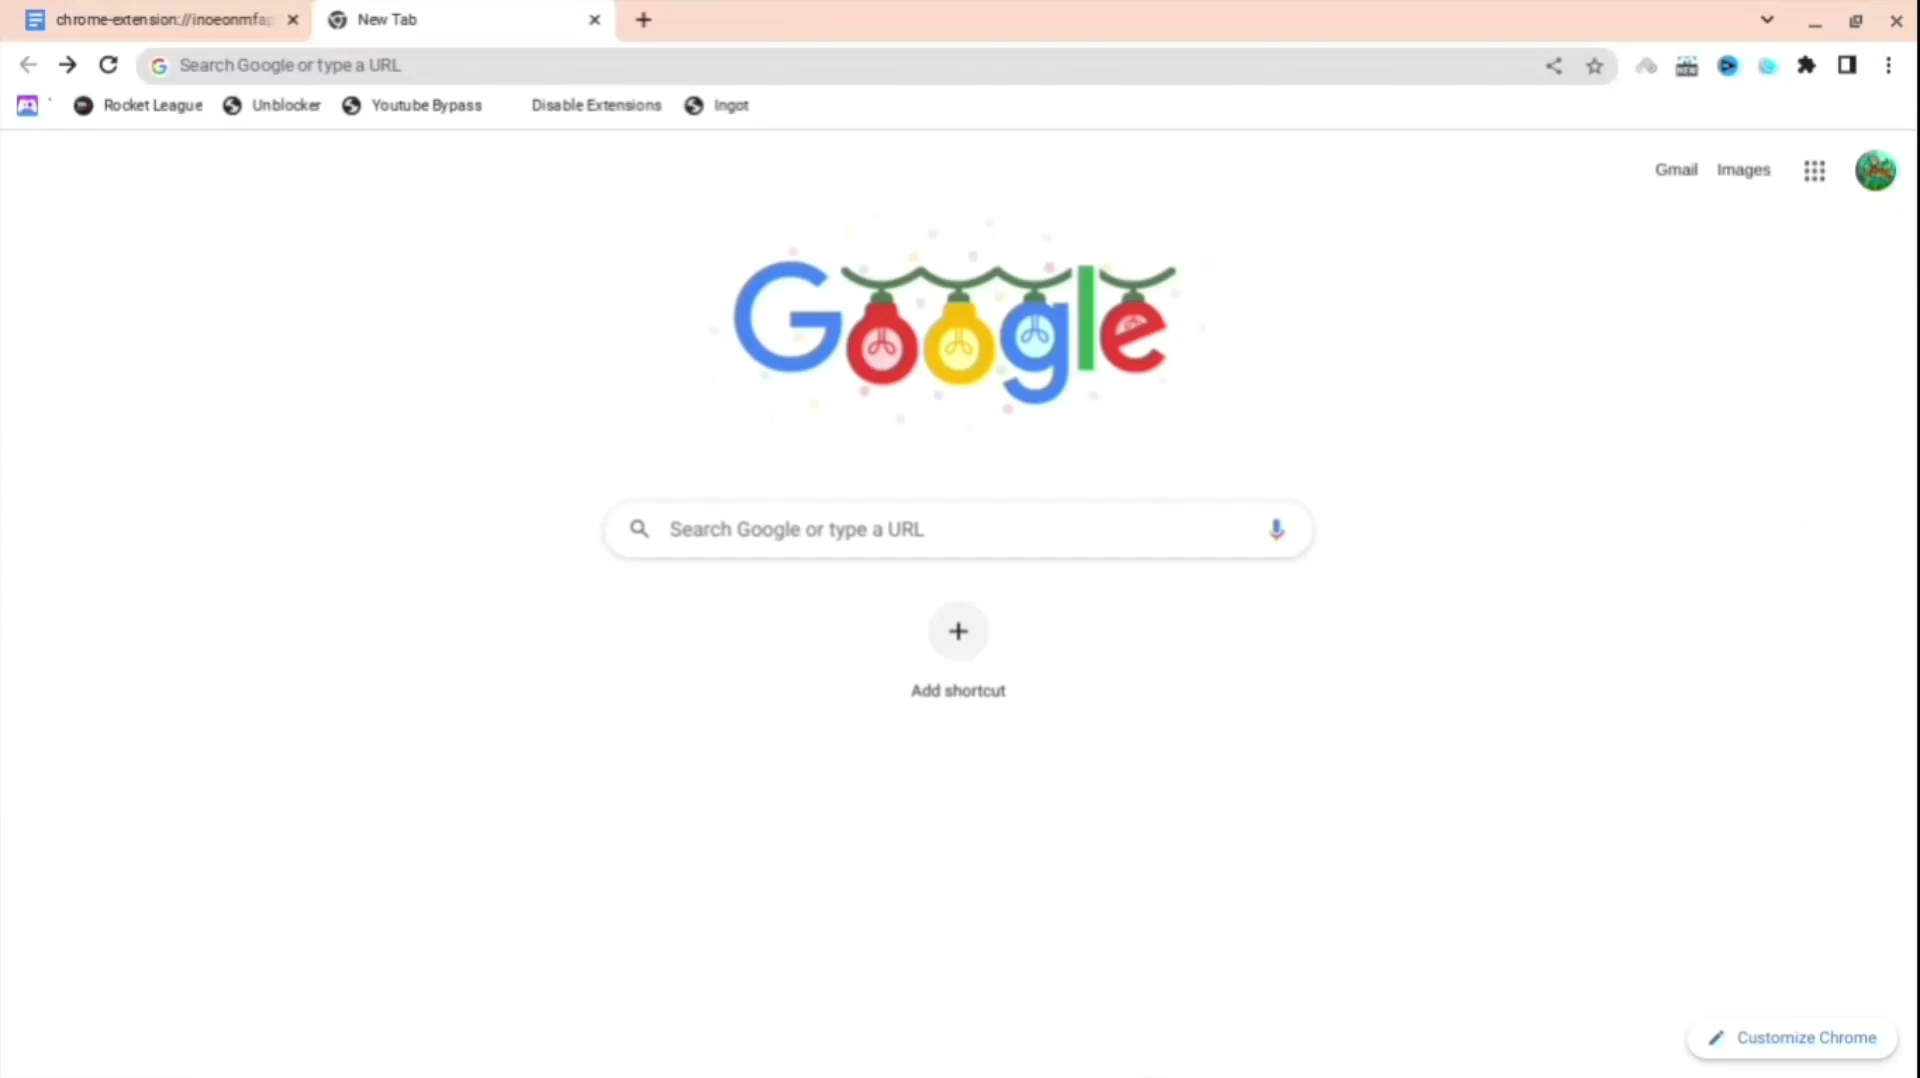 chrome-extension://inoeonmfap
New Tab
Search Google or type a URL
Rocket League Unblocker Youtube Bypass Disable Extensions Ingot
Gmail Images
Google
Search Google or type a URL
Add shortcut
Customize Chrome